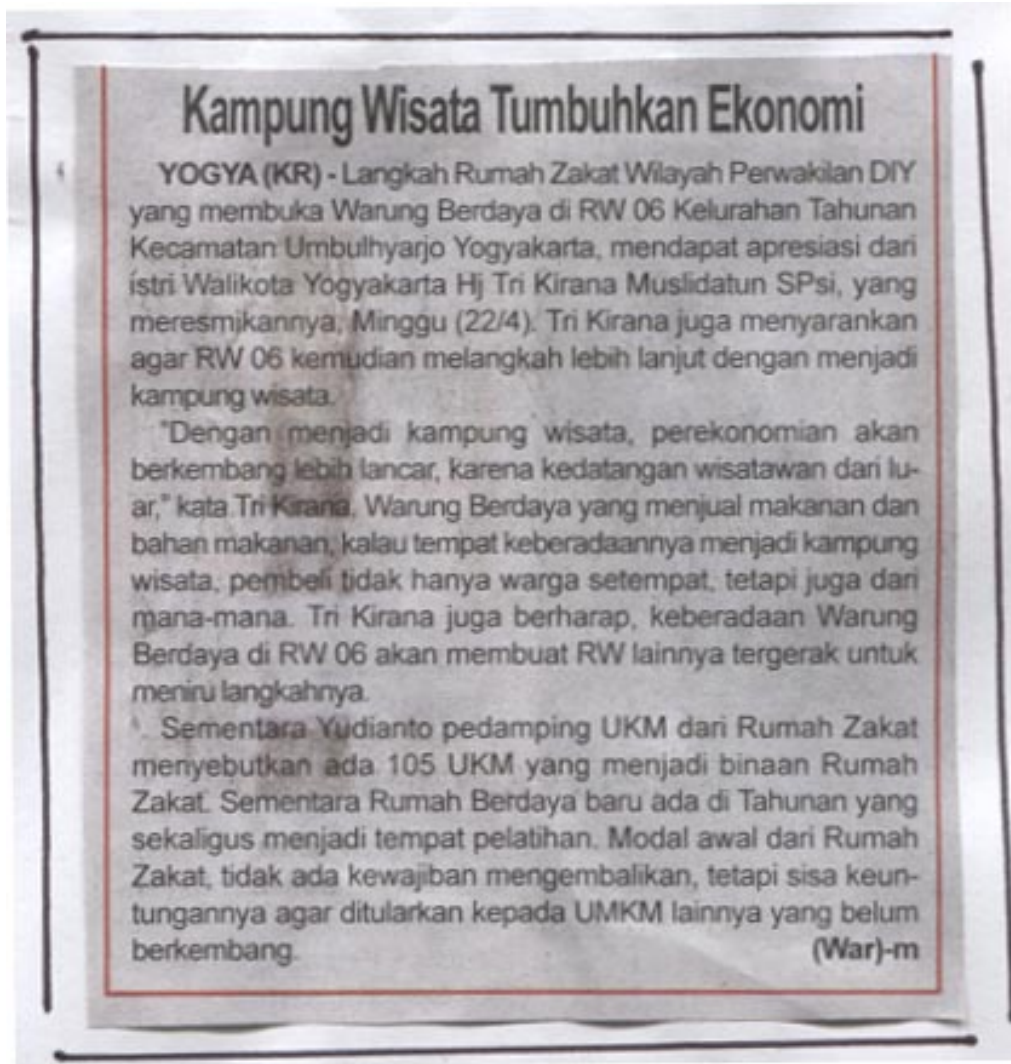 Kampung Wisata Tumbuhkan Ekonomi
YOGYA (KR) - Langkah Rumah Zakat Wilayah Perwakilan DIY
yang membuka Warung Berdaya di RW 06 Kelurahan Tahunan
Kecamatan Umbulhyarjo Yogyakarta, mendapat apresiasi dari
istri Walikota Yogyakarta Hj Tri Kirana Muslidatun SPsi, yang
meresmikannya, Minggu (22/4). Tri Kirana juga menyarankan
agar RW 06 kemudian melangkah lebih lanjut dengan menjadi
kampung wisata.
"Dengan menjadi kampung wisata, perekonomian akan
berkembang lebih lancar, karena kedatangan wisatawan dari lu-
ar," kata Tri Kirana. Warung Berdaya yang menjual makanan dan
bahan makanan, kalau tempat keberadaannya menjadi kampung
wisata, pembeli tidak hanya warga setempat, tetapi juga dari
mana-mana. Tri Kirana juga berharap, keberadaan Warung
Berdaya di RW 06 akan membuat RW lainnya tergerak untuk
meniru langkahnya.
Sementara Yudianto pedamping UKM dari Rumah Zakat
menyebutkan ada 105 UKM yang menjadi binaan Rumah
Zakat. Sementara Rumah Berdaya baru ada di Tahunan yang
sekaligus menjadi tempat pelatihan. Modal awal dari Rumah
Zakat, tidak ada kewajiban mengembalikan, tetapi sisa keun-
tungannya agar ditularkan kepada UMKM lainnya yang belum
berkembang. (War)-m